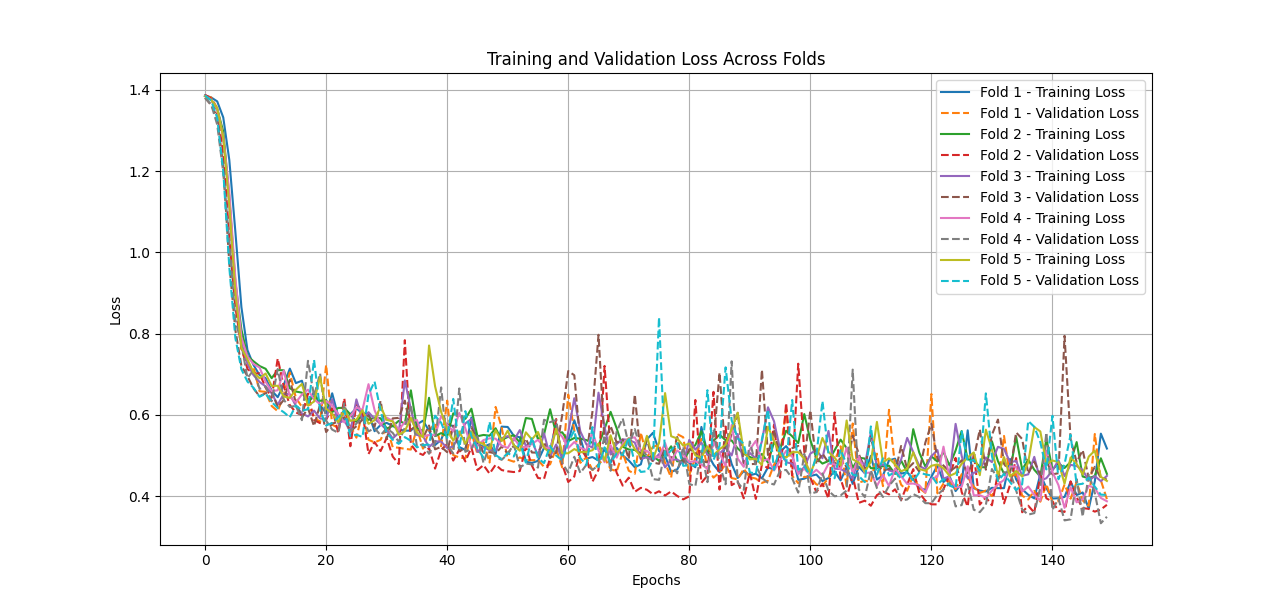 Training and Validation Loss Across Folds
Loss
1.4
1.2
1.0
0.8
0.6
0.4
Fold 1 - Training Loss
Fold 1 - Validation Loss
Fold 2 - Training Loss
Fold 2 - Validation Loss
Fold 3 - Training Loss
Fold 3 - Validation Loss
Fold 4 - Training Loss
Fold 4 - Validation Loss
Fold 5 - Training Loss
Fold 5 - Validation Loss
0 20 40 60 80 100 120 140
Epochs